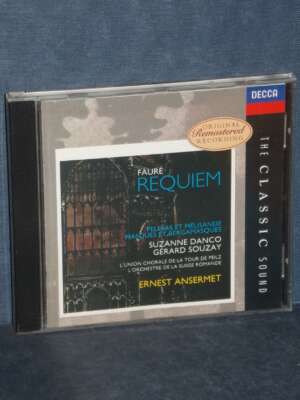 DECCA
ORIGINAL
Remastered
RECORDING
THE CLASSIC SOUND
FAURÉ
REQUIEM
PELLÉAS ET MÉLISANDE
MASQUES ET BERGAMASQUES
SUZANNE DANCO
GÉRARD SOUZAY
L'UNION CHORALE DE LA TOUR DE PEILZ
L'ORCHESTRE DE LA SUISSE ROMANDE
ERNEST ANSERMET